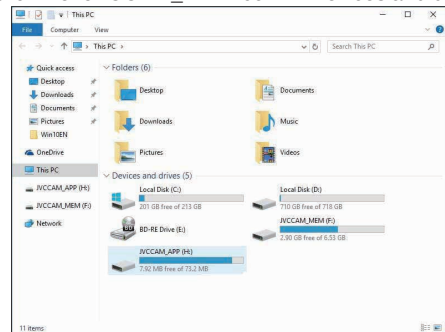 This PC
File Computer View
This PC
Search This PC
Quick access
Desktop
Downloads
Documents
Pictures
Win10EN
OneDrive
This PC
JVCCAM_APP (H:)
JVCCAM_MEM (F:)
Network
Folders (6)
Desktop
Documents
Downloads
Music
Pictures
Videos
Devices and drives (5)
Local Disk (C:)
201 GB free of 213 GB
Local Disk (D:)
710 GB free of 718 GB
BD-RE Drive (E:)
JVCCAM_MEM (F:)
2.90 GB free of 6.53 GB
JVCCAM_APP (H:)
7.92 MB free of 73.2 MB
11 items